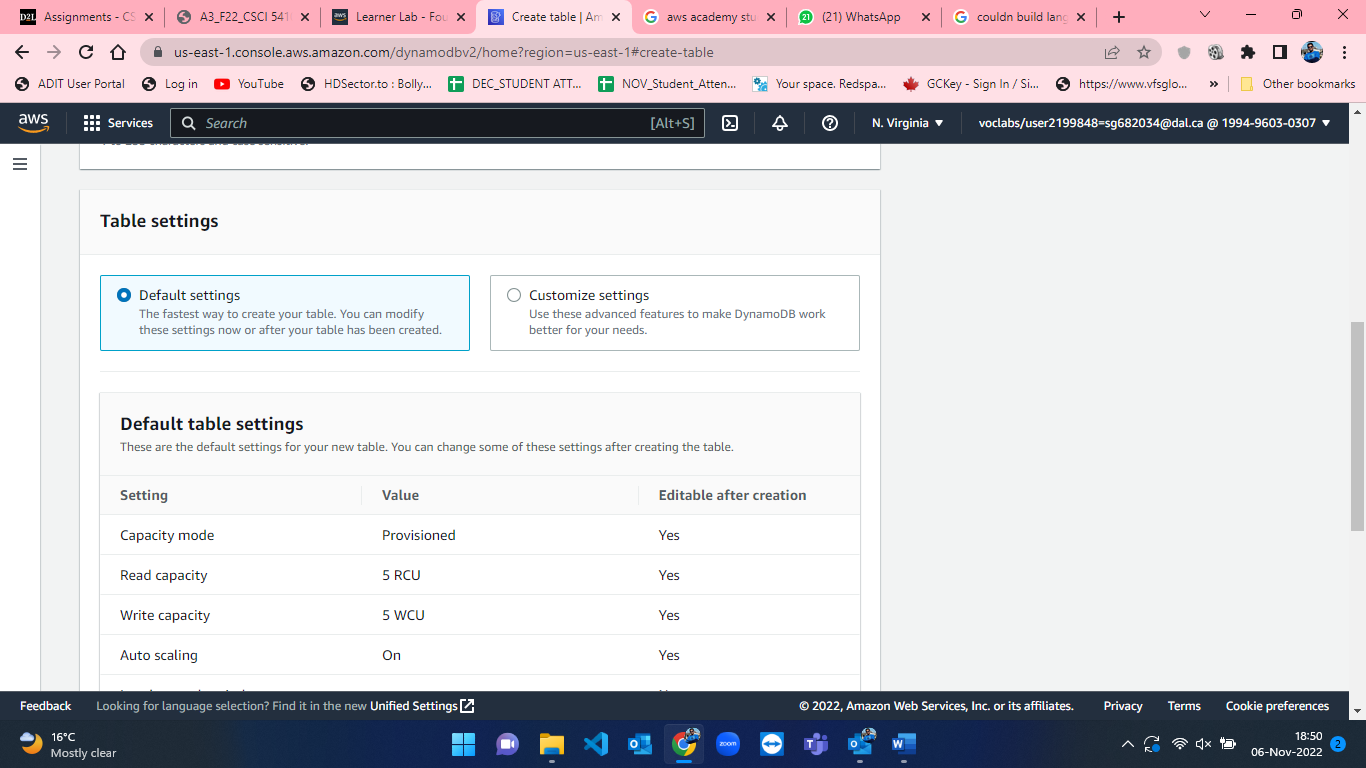 D2L Assignments - CS
A3_F22_CSCI 541
aws Learner Lab - Fou
Create table | Am
aws academy stu
(21) WhatsApp
couldn build lang
us-east-1.console.aws.amazon.com/dynamodbv2/home?region=us-east-1#create-table
ADIT User Portal
Log in
YouTube
HDSector.to : Bolly...
DEC_STUDENT ATT...
NOV_Student_Atten...
Your space. Redspa...
GCKey - Sign In / Si...
https://www.vfsglo...
»
Other bookmarks
aws
Services
Search
[Alt+S]
N. Virginia
voclabs/user2199848=sg682034@dal.ca @ 1994-9603-0307
Table settings
Default settings
The fastest way to create your table. You can modify
these settings now or after your table has been created.
Customize settings
Use these advanced features to make DynamoDB work
better for your needs.
Default table settings
These are the default settings for your new table. You can change some of these settings after creating the table.
Setting Value Editable after creation
Capacity mode Provisioned Yes
Read capacity 5 RCU Yes
Write capacity 5 WCU Yes
Auto scaling On Yes
Feedback
Looking for language selection? Find it in the new Unified Settings
© 2022, Amazon Web Services, Inc. or its affiliates.
Privacy
Terms
Cookie preferences
16°C
Mostly clear
zoom
18:50
06-Nov-2022
2